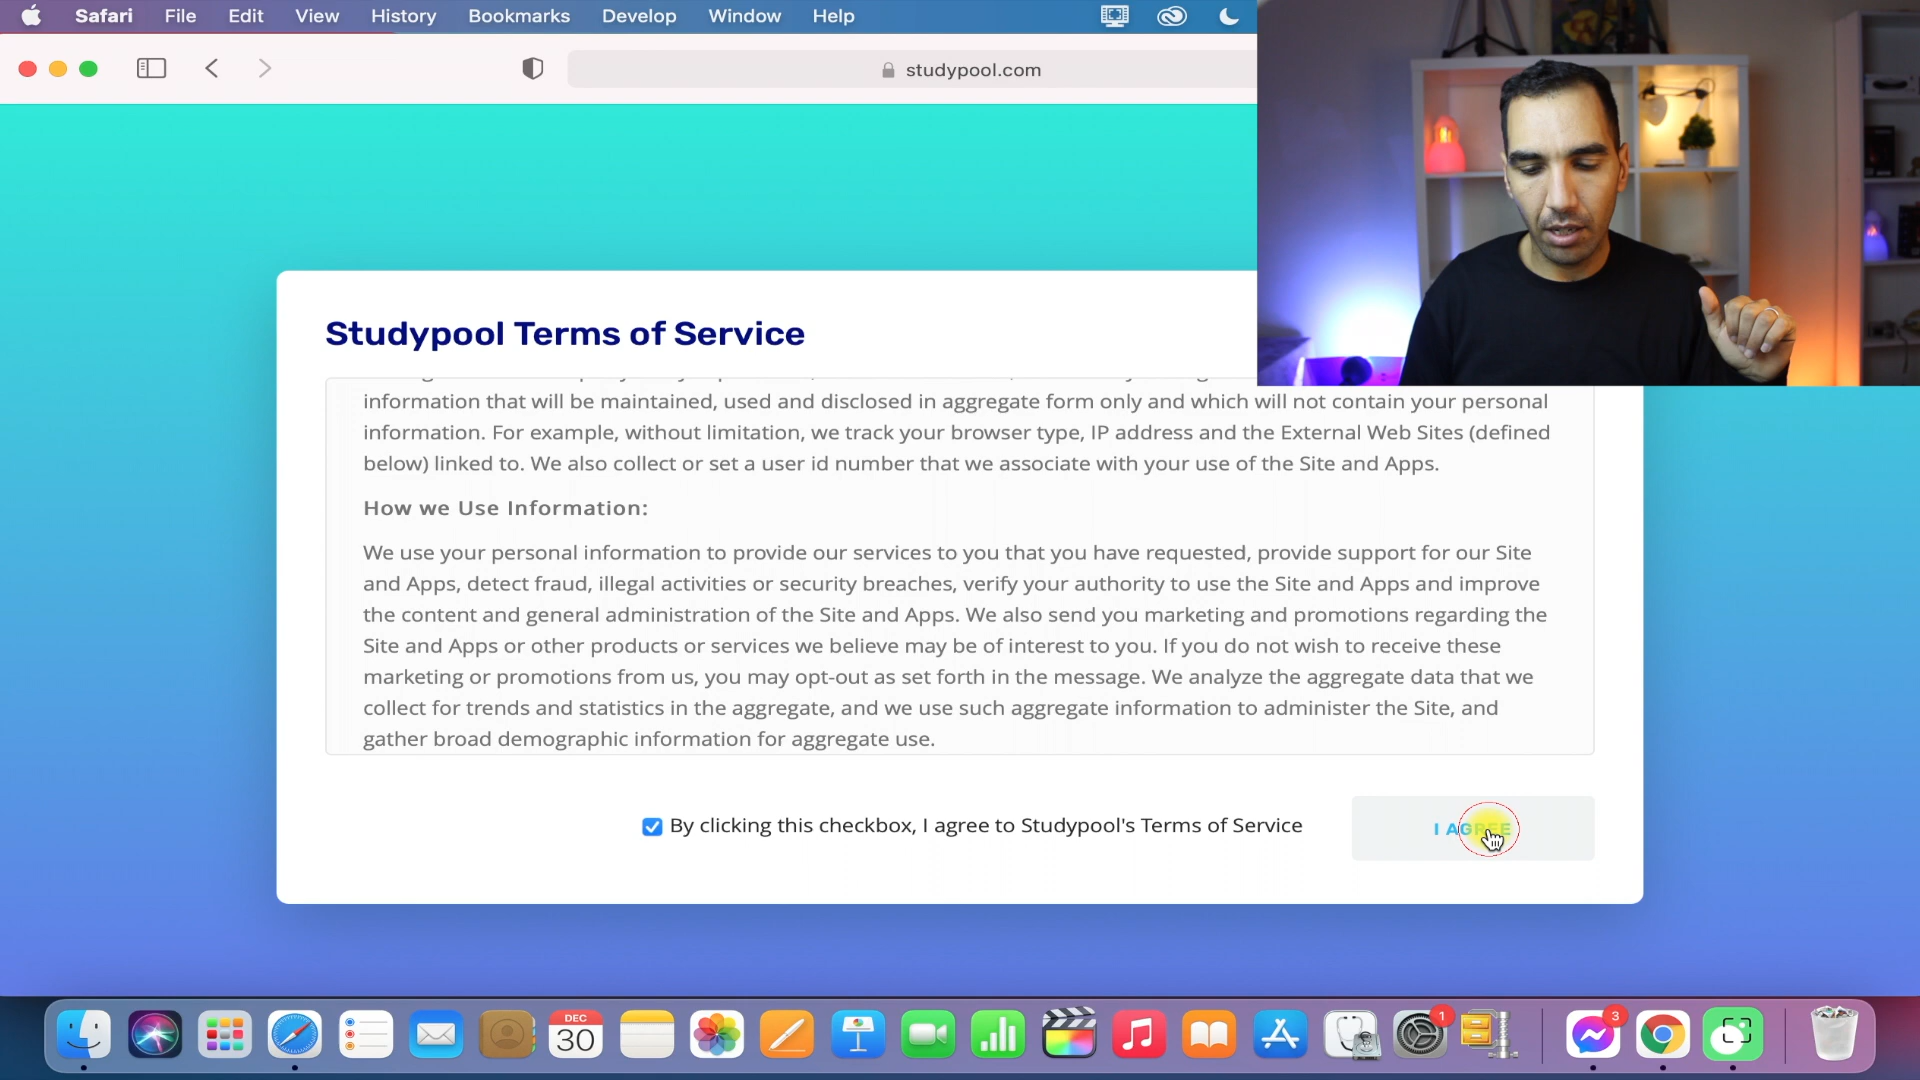 Safari File Edit View History Bookmarks Develop Window Help
studypool.com
Studypool Terms of Service
information that will be maintained, used and disclosed in aggregate form only and which will not contain your personal
information. For example, without limitation, we track your browser type, IP address and the External Web Sites (defined
below) linked to. We also collect or set a user id number that we associate with your use of the Site and Apps.
How we Use Information:
We use your personal information to provide our services to you that you have requested, provide support for our Site
and Apps, detect fraud, illegal activities or security breaches, verify your authority to use the Site and Apps and improve
the content and general administration of the Site and Apps. We also send you marketing and promotions regarding the
Site and Apps or other products or services we believe may be of interest to you. If you do not wish to receive these
marketing or promotions from us, you may opt-out as set forth in the message. We analyze the aggregate data that we
collect for trends and statistics in the aggregate, and we use such aggregate information to administer the Site, and
gather broad demographic information for aggregate use.
By clicking this checkbox, I agree to Studypool's Terms of Service
I AGREE
DEC
30
1
3